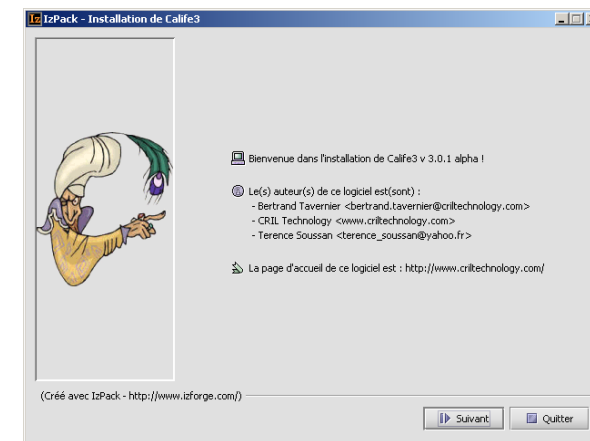 IzPack - Installation de Calife3
Bienvenue dans l'installation de Calife3 v 3.0.1 alpha !
Le(s) auteur(s) de ce logiciel est(sont) :
- Bertrand Tavernier <bertrand.tavernier@criltechnology.com>
- CRIL Technology <www.criltechnology.com>
- Terence Soussan <terence_soussan@yahoo.fr>
La page d'accueil de ce logiciel est : http://www.criltechnology.com/
(Créé avec IzPack - http://www.izforge.com/)
Suivant
Quitter